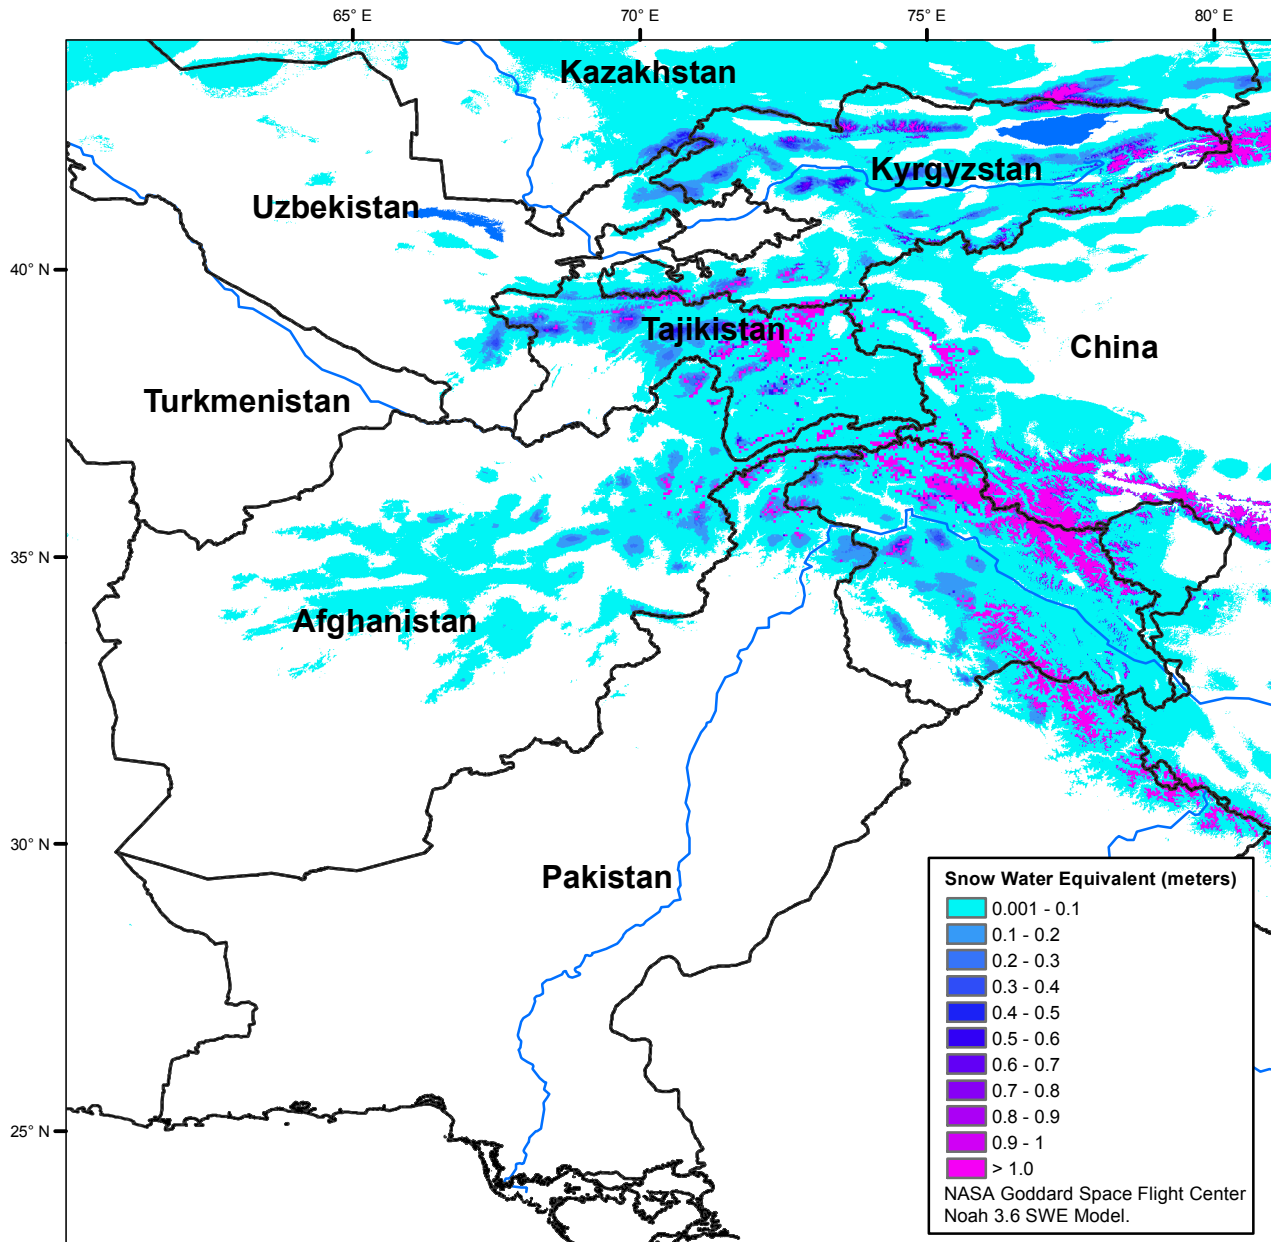 65° E
70° E
75° E
80° E
Kazakhstan
Kyrgyzstan
Uzbekistan
40° N
Tajikistan
China
Turkmenistan
35° N
Afghanistan
30° N
Pakistan
25° N
Snow Water Equivalent (meters)
0.001 - 0.1
0.1 - 0.2
0.2 - 0.3
0.3 - 0.4
0.4 - 0.5
0.5 - 0.6
0.6 - 0.7
0.7 - 0.8
0.8 - 0.9
0.9 - 1
> 1.0
NASA Goddard Space Flight Center
Noah 3.6 SWE Model.